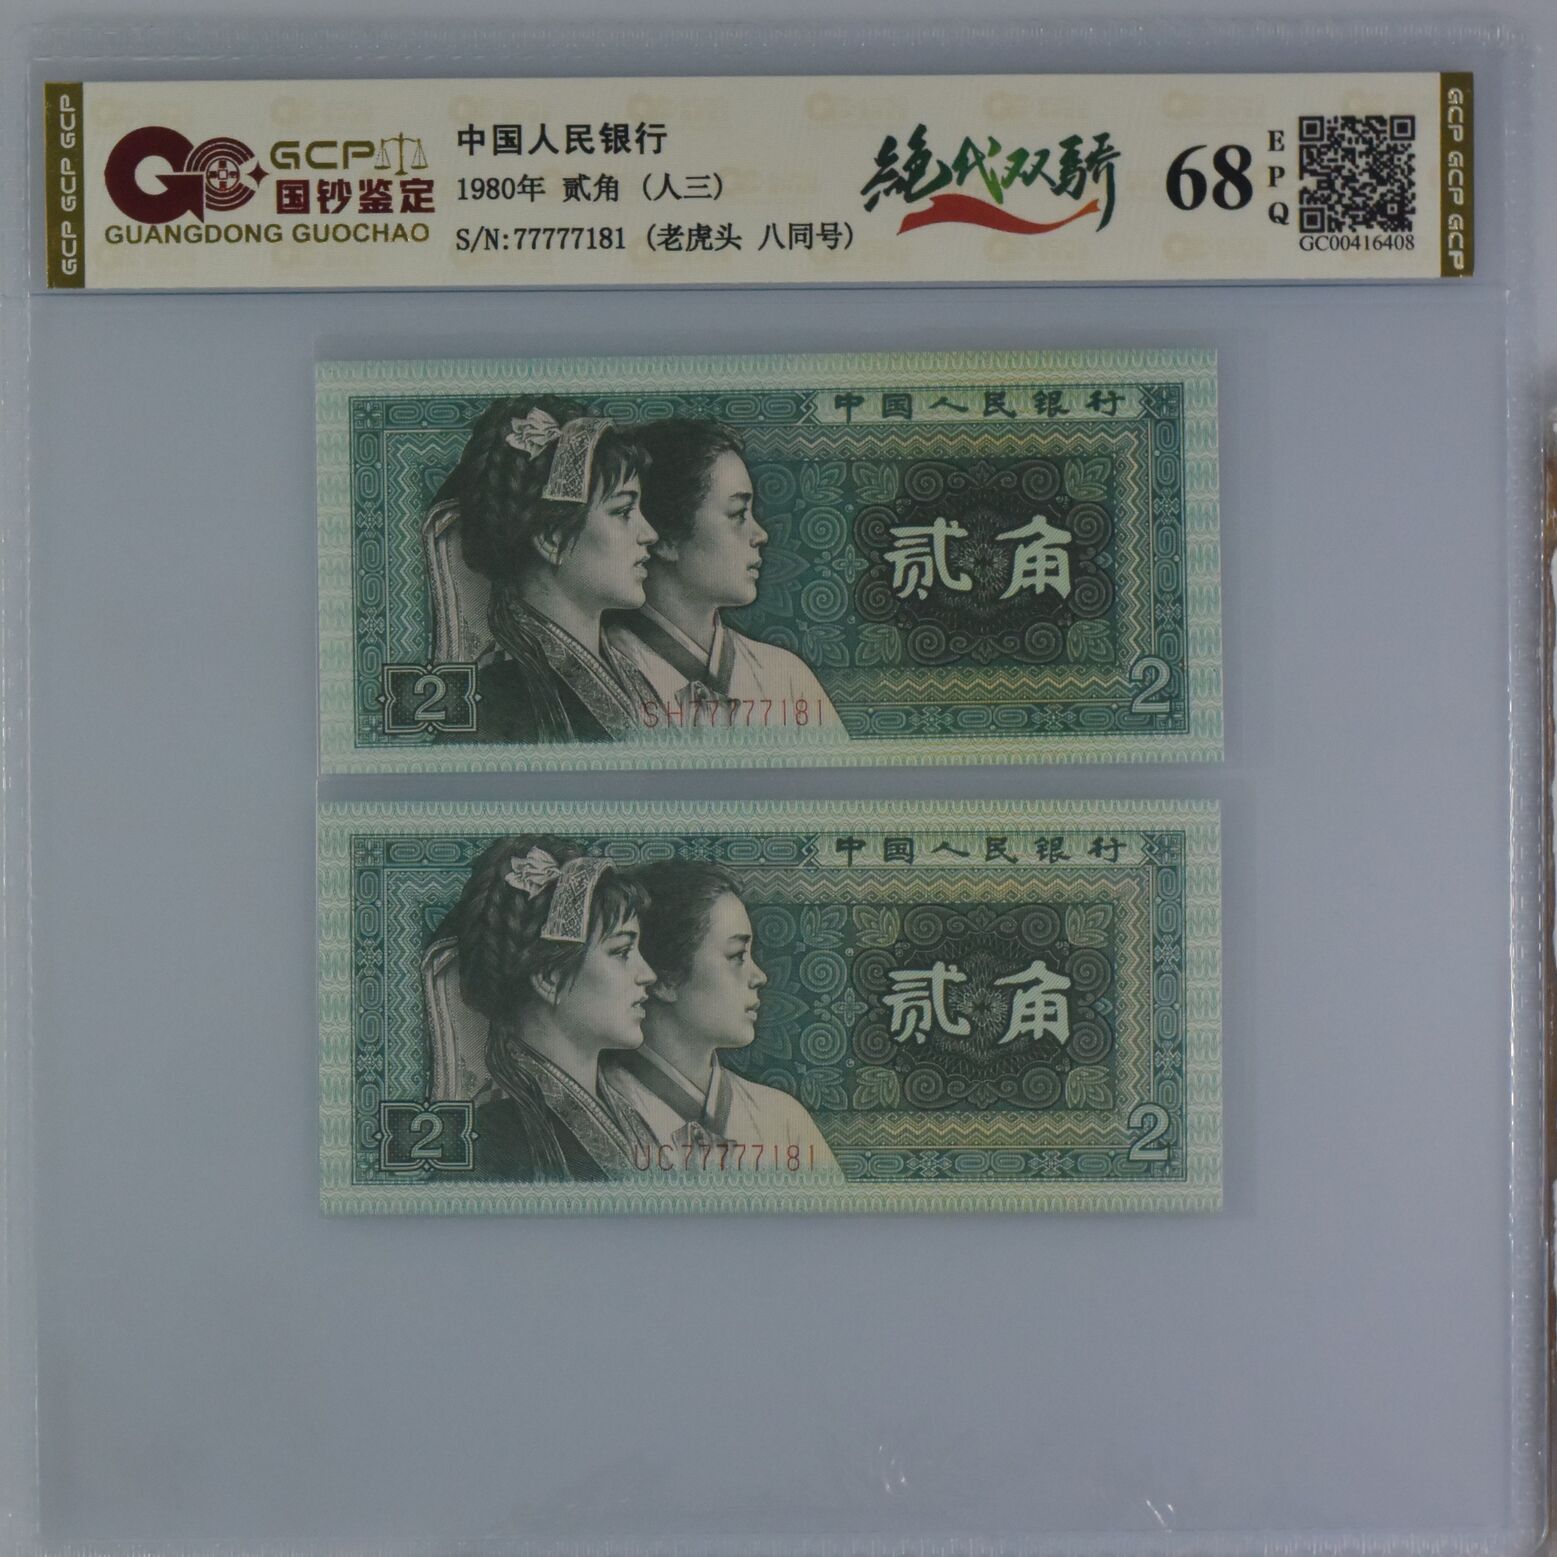 GCP GCP GCP
GCP
国钞鉴定
GUANGDONG GUOCHAO
中国人民银行
1980年 贰角 (人三)
S/N:77777181 (老虎头 八同号)
絕代双驕
68
EPQ
GC00416408
GCP GCP GCP
中国人民银行
贰角
2
2
SH77777181
中国人民银行
贰角
2
2
UC77777181